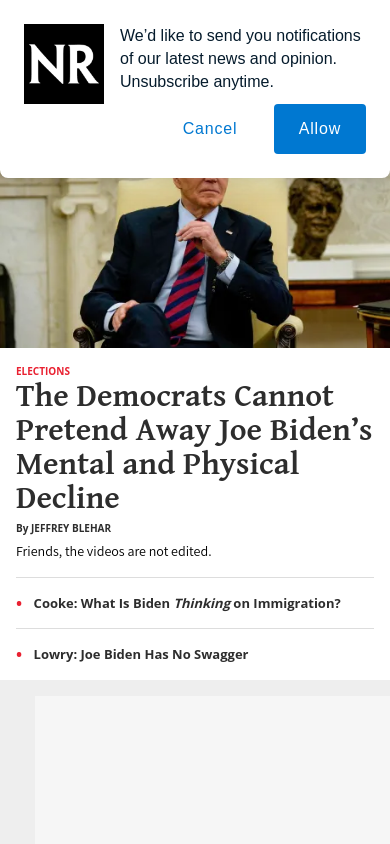 NR
We’d like to send you notifications
of our latest news and opinion.
Unsubscribe anytime.
Cancel
Allow
ELECTIONS
The Democrats Cannot
Pretend Away Joe Biden’s
Mental and Physical
Decline
By JEFFREY BLEHAR
Friends, the videos are not edited.
• Cooke: What Is Biden Thinking on Immigration?
• Lowry: Joe Biden Has No Swagger